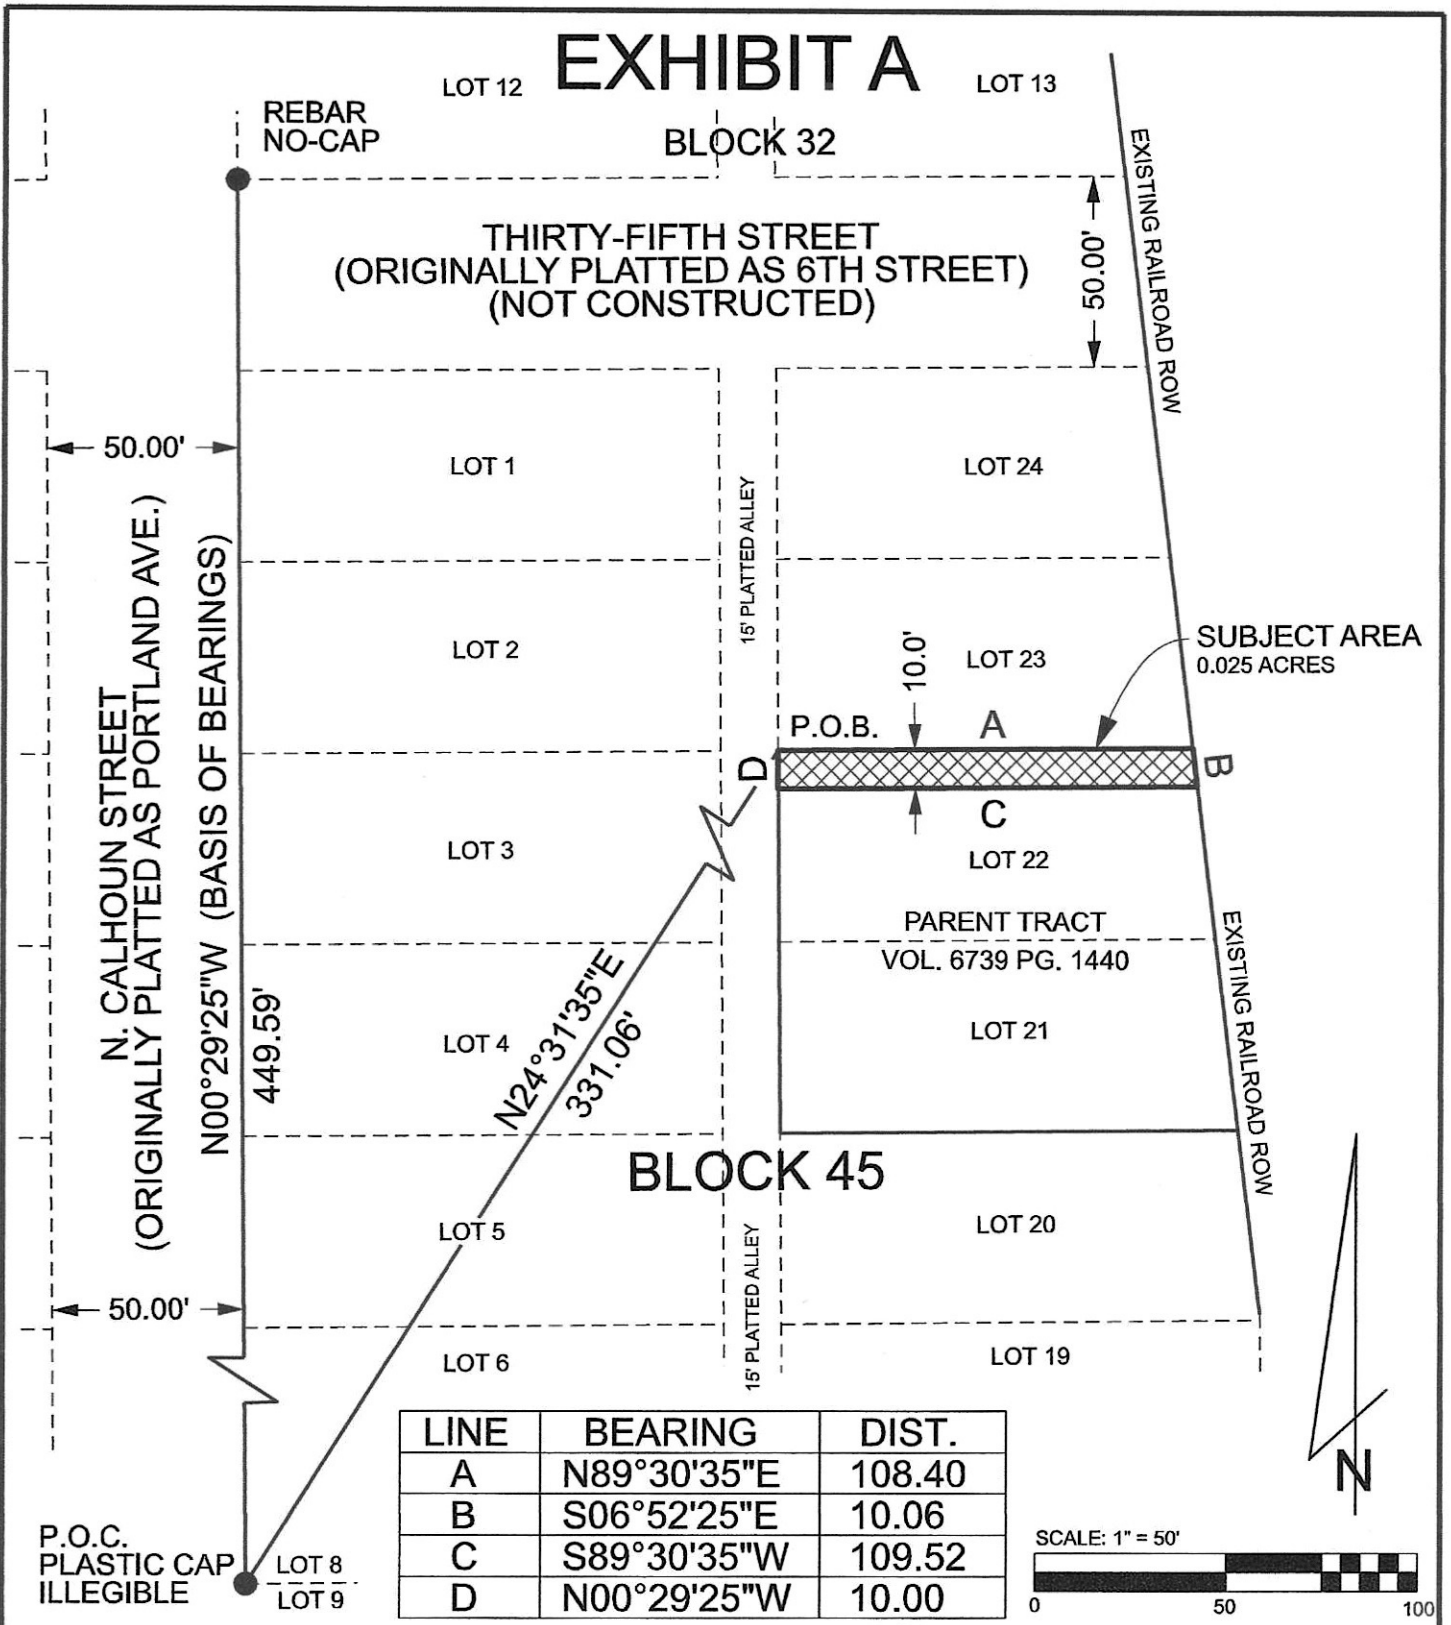 EXHIBIT A
LOT 12
LOT 13
REBAR
NO-CAP
BLOCK 32
EXISTING RAILROAD ROW
THIRTY-FIFTH STREET
(ORIGINALLY PLATTED AS 6TH STREET)
(NOT CONSTRUCTED)
50.00'
50.00'
LOT 1
LOT 24
15' PLATTED ALLEY
N. CALHOUN STREET
(ORIGINALLY PLATTED AS PORTLAND AVE.)
N00°29'25"W (BASIS OF BEARINGS)
449.59'
LOT 2
LOT 23
10.0'
SUBJECT AREA
0.025 ACRES
P.O.B.
A
B
D
C
LOT 3
LOT 22
PARENT TRACT
VOL. 6739 PG. 1440
EXISTING RAILROAD ROW
N24°31'35"E
331.06'
LOT 4
LOT 21
BLOCK 45
LOT 5
LOT 20
15' PLATTED ALLEY
50.00'
LOT 6
LOT 19
LINE BEARING DIST.
A N89°30'35"E 108.40
B S06°52'25"E 10.06
C S89°30'35"W 109.52
D N00°29'25"W 10.00
N
P.O.C.
PLASTIC CAP
ILLEGIBLE
LOT 8
LOT 9
SCALE: 1" = 50'
0 50 100